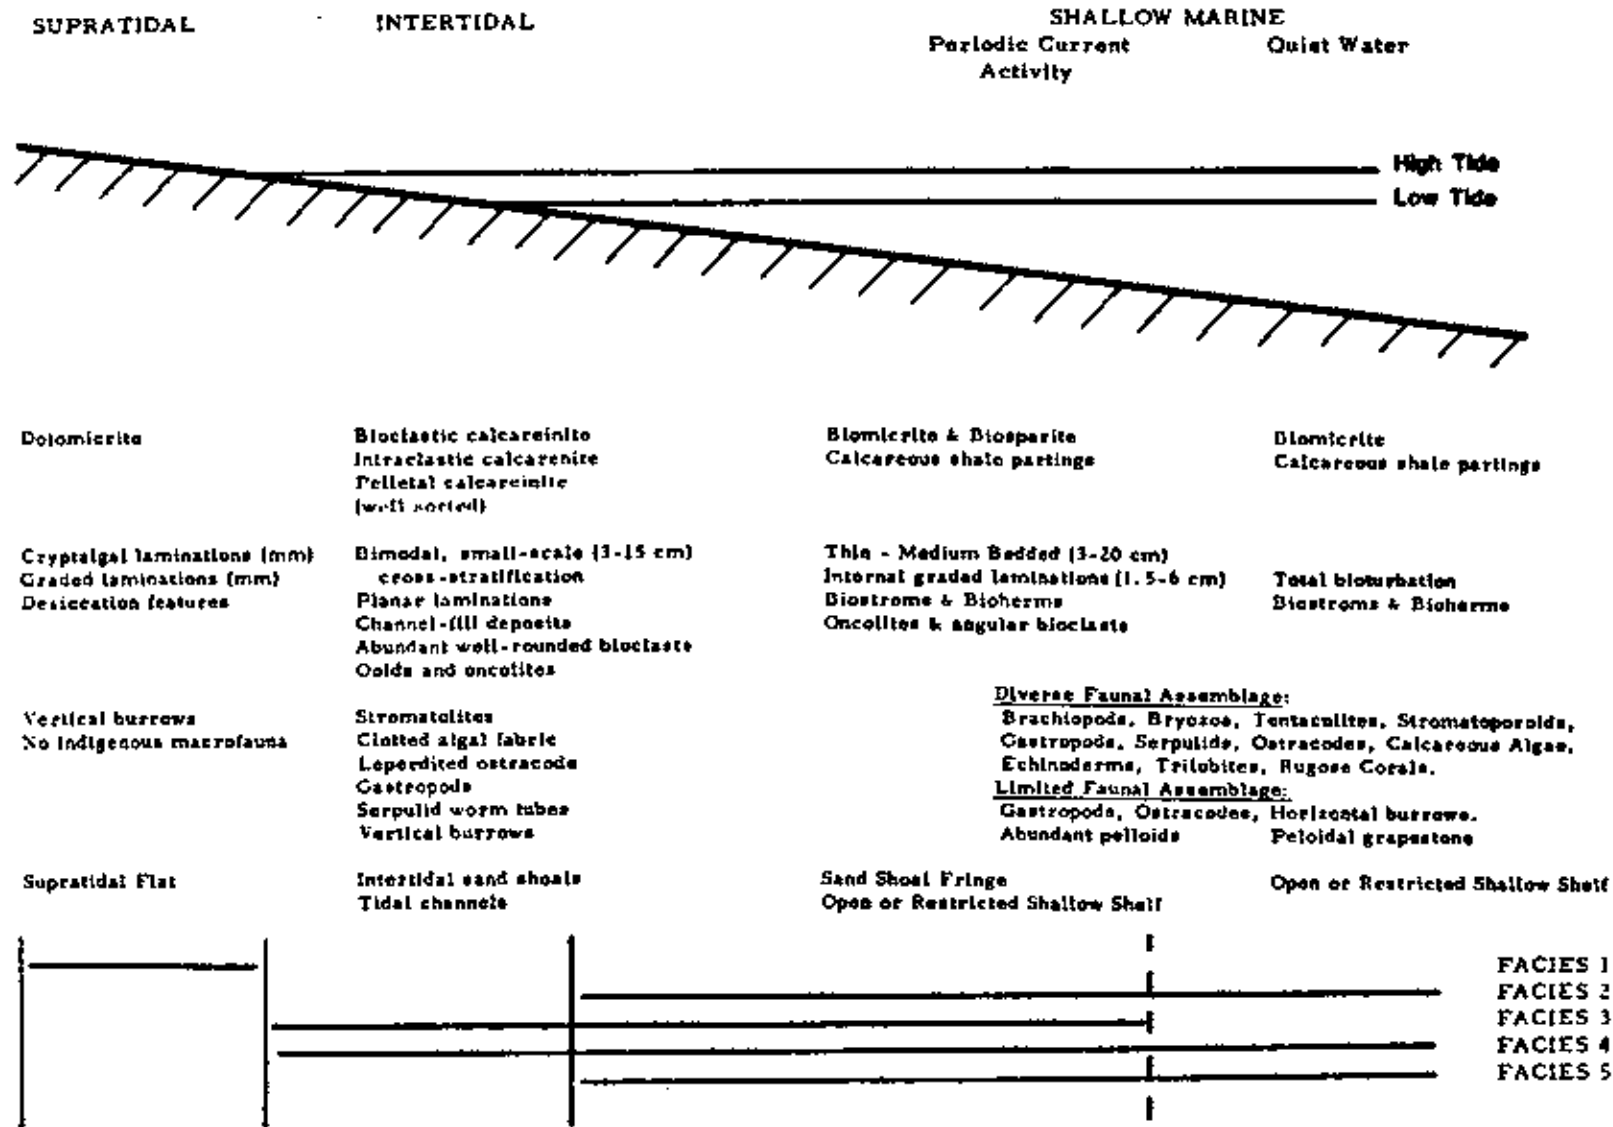 SUPRATIDAL
INTERTIDAL
SHALLOW MARINE
Periodic Current
Activity
Quiet Water
High Tide
Low Tide
Dolomicrite
Bioclastic calcareinite
Intraclastic calcarenite
Pelletal calcareinite
(well sorted)
Biomicrite & Biosparite
Calcareous shale partings
Biomicrite
Calcareous shale partings
Cryptalgal laminations (mm)
Graded laminations (mm)
Desiccation features
Bimodal, small-scale (3-15 cm)
cross-stratification
Planar laminations
Channel-fill deposits
Abundant well-rounded bioclasts
Ooids and oncolites
Thin - Medium Bedded (3-20 cm)
Internal graded laminations (1.5-6 cm)
Biostrome & Bioherms
Oncolites & angular bioclasts
Total bioturbation
Biostroms & Bioherms
Vertical burrows
No indigenous macrofauna
Stromatolites
Clotted algal fabric
Leperdited ostracode
Gastropods
Serpulid worm tubes
Vertical burrows
Diverse Faunal Assemblage:
Brachiopods, Bryozoa, Tentaculites, Stromatoporoids,
Gastropods, Serpulids, Ostracodes, Calcareous Algae,
Echinoderms, Trilobites, Rugose Corals.
Limited Faunal Assemblage:
Gastropods, Ostracodes, Horizontal burrows.
Abundant pelloids
Peloidal grapestone
Supratidal Flat
Intertidal sand shoals
Tidal channels
Sand Shoal Fringe
Open or Restricted Shallow Shelf
Open or Restricted Shallow Shelf
FACIES 1
FACIES 2
FACIES 3
FACIES 4
FACIES 5